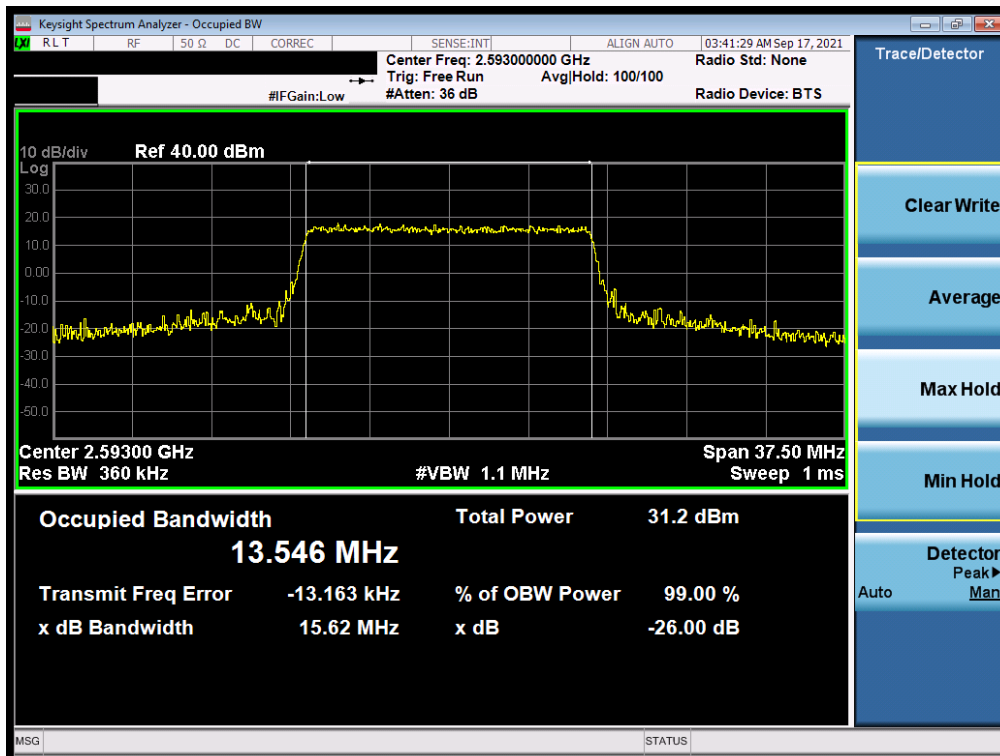 Keysight Spectrum Analyzer - Occupied BW
LXI RLT RF 50 Ω DC CORREC SENSE:INT ALIGN AUTO 03:41:29 AM Sep 17, 2021
Center Freq: 2.593000000 GHz Radio Std: None
Trig: Free Run Avg|Hold: 100/100
#IFGain:Low #Atten: 36 dB Radio Device: BTS
10 dB/div Ref 40.00 dBm
Log
30.0
20.0
10.0
0.00
-10.0
-20.0
-30.0
-40.0
-50.0
Center 2.59300 GHz Span 37.50 MHz
Res BW 360 kHz #VBW 1.1 MHz Sweep 1 ms
Occupied Bandwidth Total Power 31.2 dBm
13.546 MHz
Transmit Freq Error -13.163 kHz % of OBW Power 99.00 %
x dB Bandwidth 15.62 MHz x dB -26.00 dB
Trace/Detector
Clear Write
Average
Max Hold
Min Hold
Detector
Peak
Auto Man
MSG STATUS